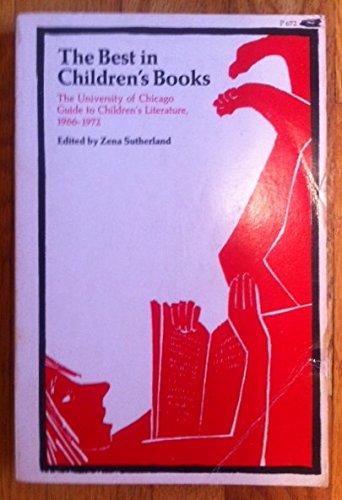 P672
The Best in
Children's Books
The University of Chicago
Guide to Children's Literature,
1966-1972
Edited by Zena Sutherland